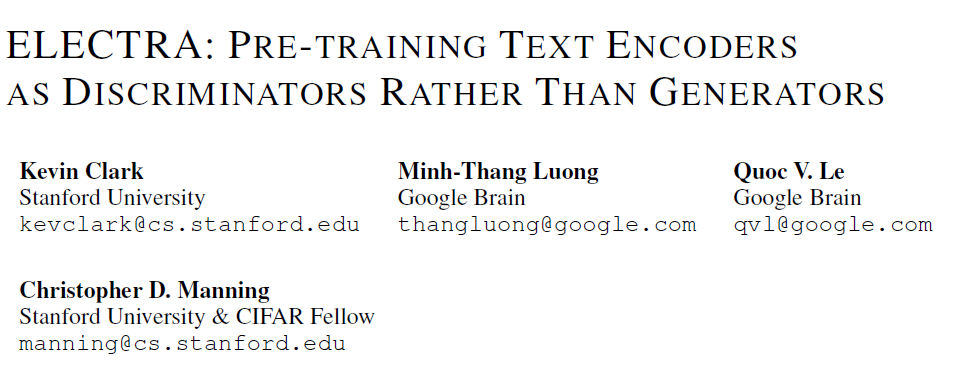 ELECTRA: PRE-TRAINING TEXT ENCODERS
AS DISCRIMINATORS RATHER THAN GENERATORS
Kevin Clark
Stanford University
kevclark@cs.stanford.edu
Minh-Thang Luong
Google Brain
thangluong@google.com
Quoc V. Le
Google Brain
qvl@google.com
Christopher D. Manning
Stanford University & CIFAR Fellow
manning@cs.stanford.edu